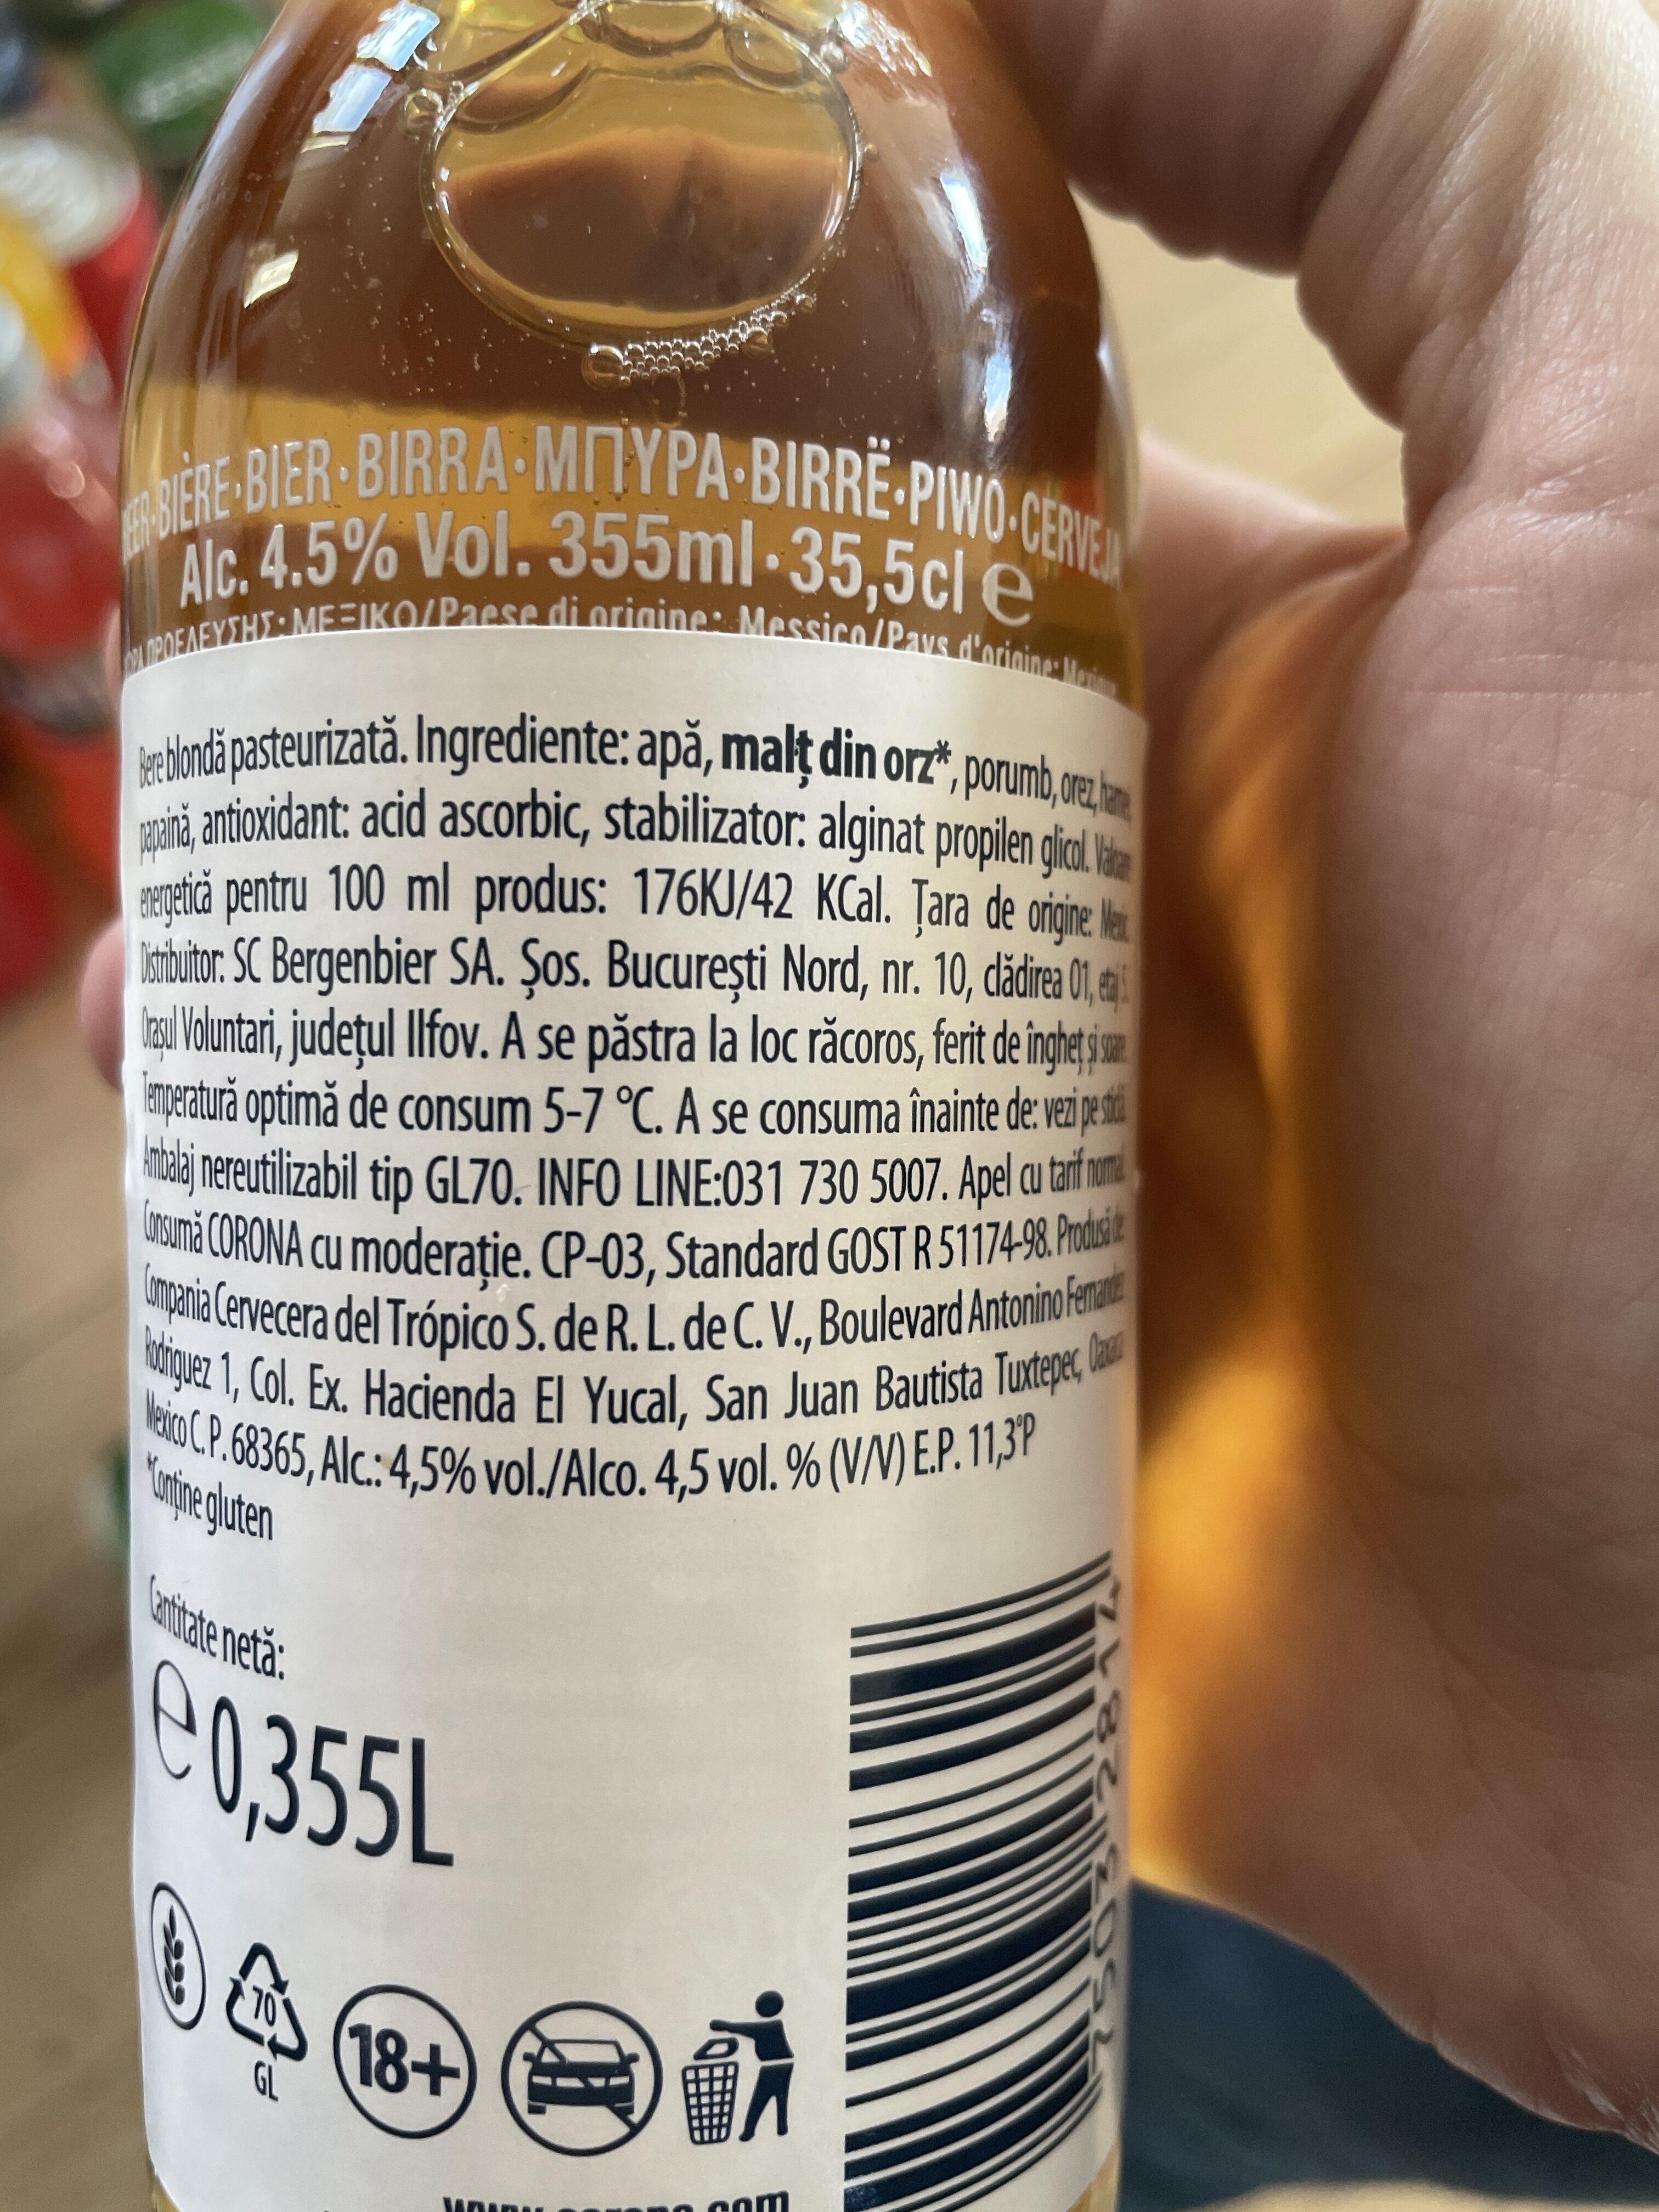 BIÈRE·BIER·BIRRA·ΜΠΥΡΑ·BIRRË·PIWO·CERVEJA
Alc. 4.5% Vol. 355ml·35,5cl e
ΠΡΟΕΛΕΥΣΗΣ: ΜΕΞΙΚΟ/Paese di origine: Messico/Pays d'origine: Mexique
Bere blondă pasteurizată. Ingrediente: apă, malț din orz*, porumb, orez, hamei,
papaină, antioxidant: acid ascorbic, stabilizator: alginat propilen glicol. Valoare
energetică pentru 100 ml produs: 176KJ/42 KCal. Țara de origine: Mexic.
Distribuitor: SC Bergenbier SA. Șos. București Nord, nr. 10, clădirea 01, etaj 5.
Orașul Voluntari, județul Ilfov. A se păstra la loc răcoros, ferit de îngheț și soare.
Temperatură optimă de consum 5-7 °C. A se consuma înainte de: vezi pe sticlă.
Ambalaj nereutilizabil tip GL70. INFO LINE:031 730 5007. Apel cu tarif normal.
Consumă CORONA cu moderație. CP-03, Standard GOST R 51174-98. Produsă de:
Compania Cervecera del Trópico S. de R. L. de C. V., Boulevard Antonino Fernandez
Rodriguez 1, Col. Ex. Hacienda El Yucal, San Juan Bautista Tuxtepec, Oaxaca
Mexico C. P. 68365, Alc.: 4,5% vol./Alco. 4,5 vol. % (V/V) E.P. 11,3°P
*Conține gluten
Cantitate netă:
e 0,355L
70
GL
18+
www.corona.com